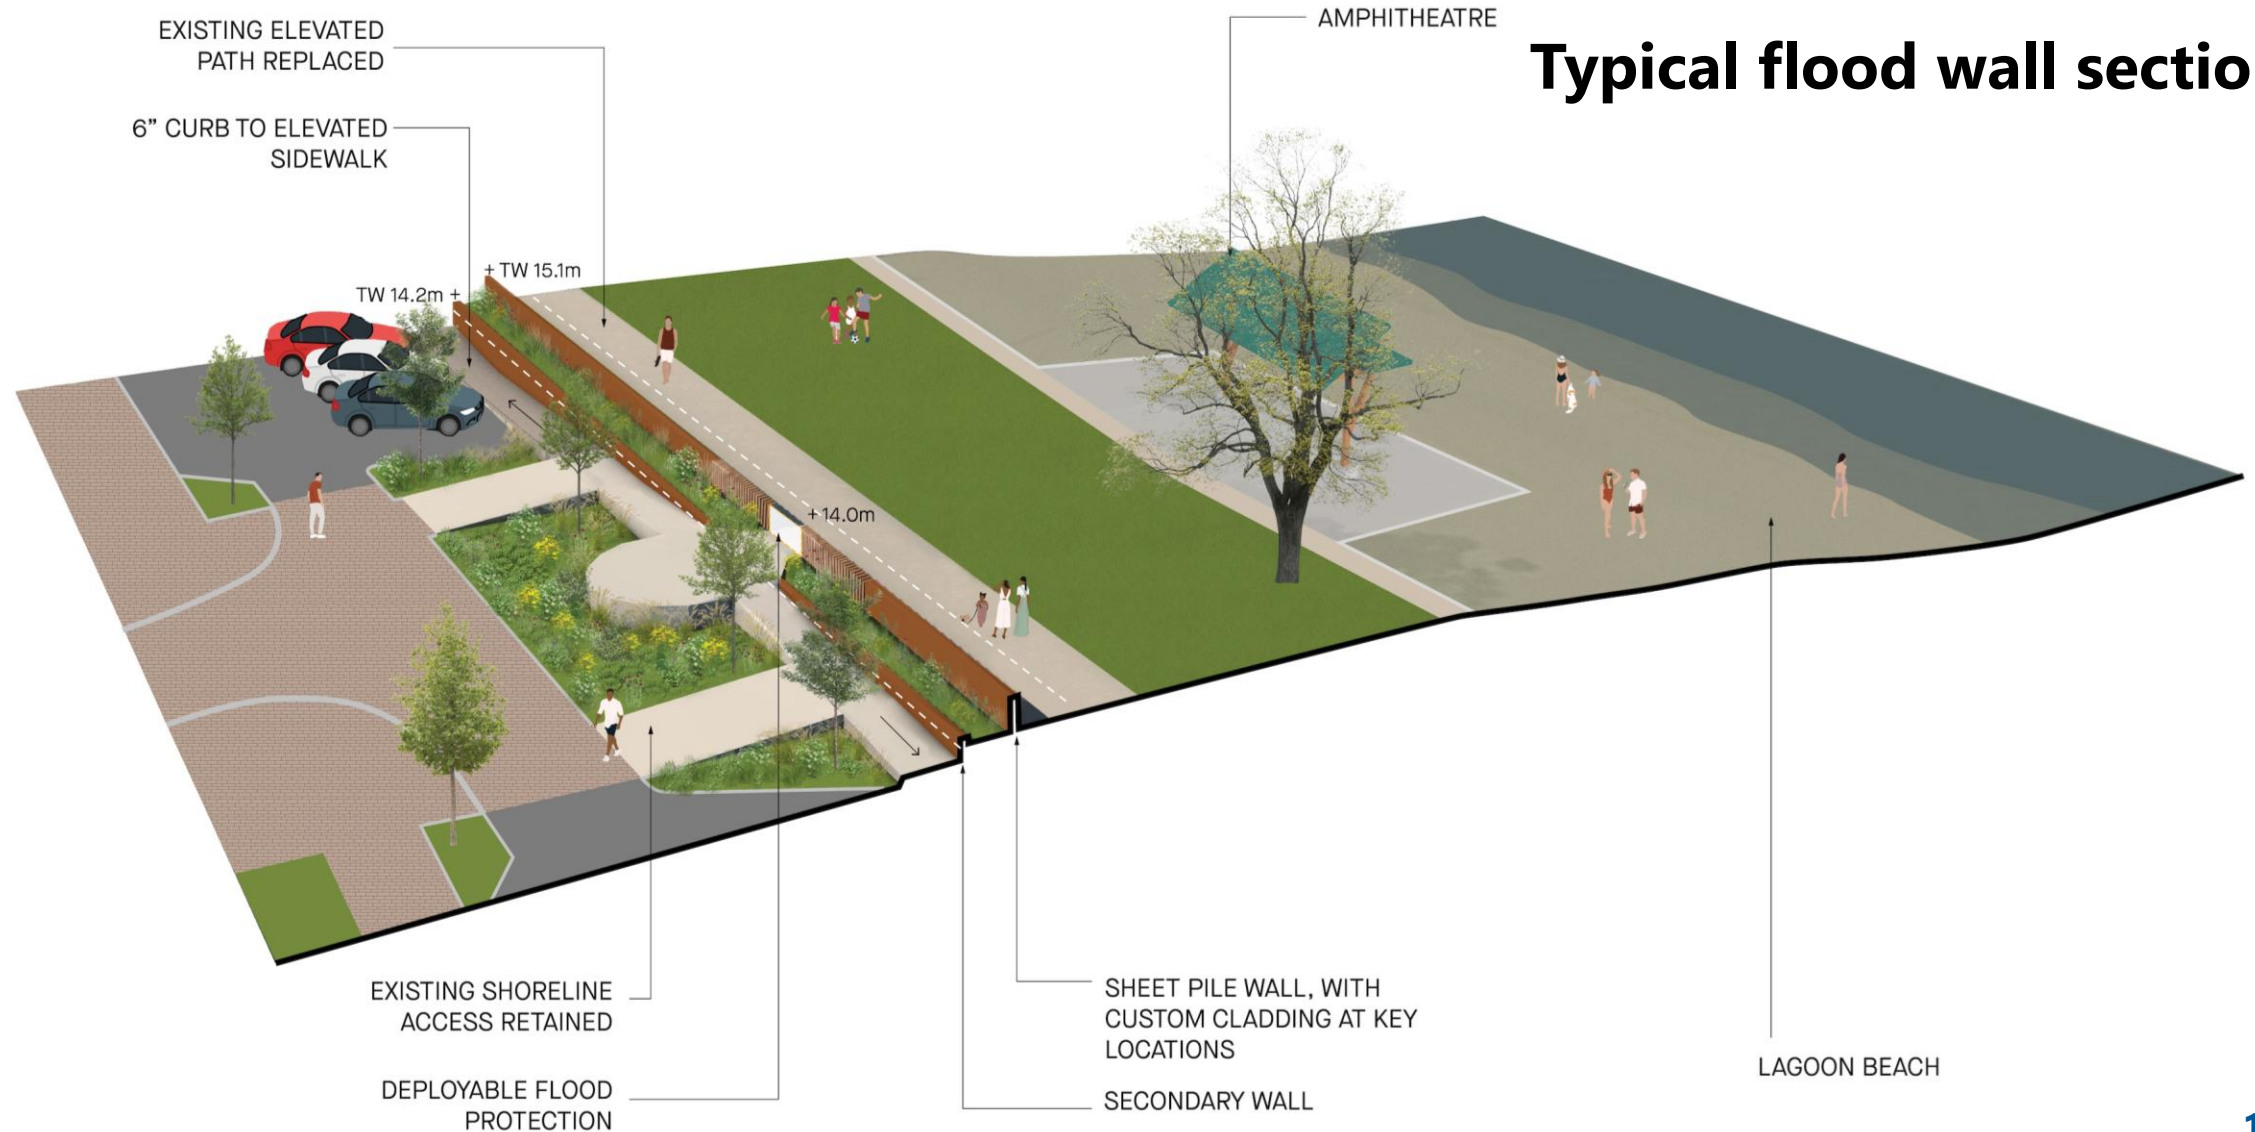 EXISTING ELEVATED
PATH REPLACED
AMPHITHEATRE
Typical flood wall sectio
6” CURB TO ELEVATED
SIDEWALK
+ TW 15.1m
TW 14.2m +
+ 14.0m
EXISTING SHORELINE
ACCESS RETAINED
DEPLOYABLE FLOOD
PROTECTION
SHEET PILE WALL, WITH
CUSTOM CLADDING AT KEY
LOCATIONS
SECONDARY WALL
LAGOON BEACH
1